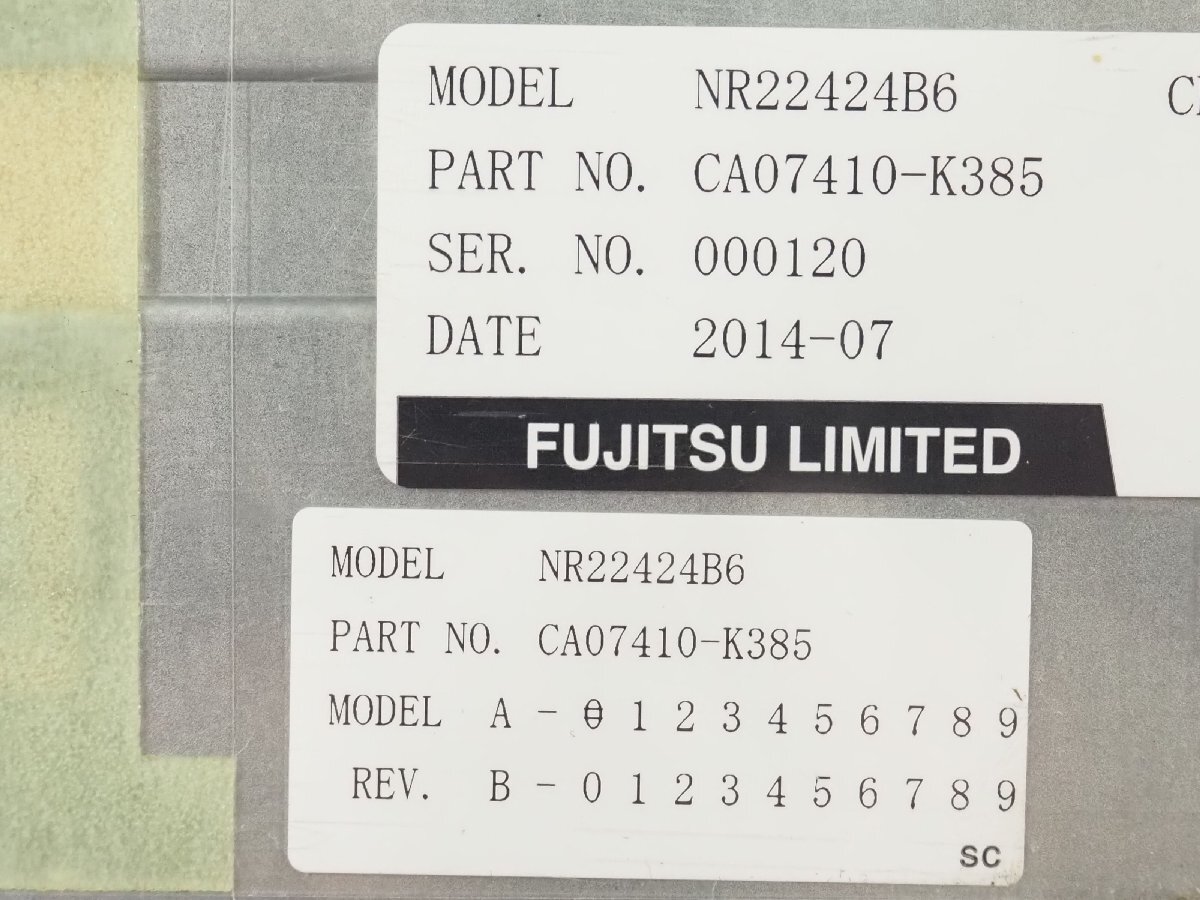 MODEL NR22424B6
PART NO. CA07410-K385
SER. NO. 000120
DATE 2014-07
FUJITSU LIMITED
MODEL NR22424B6
PART NO. CA07410-K385
MODEL A - 0 1 2 3 4 5 6 7 8 9
REV. B - 0 1 2 3 4 5 6 7 8 9
SC